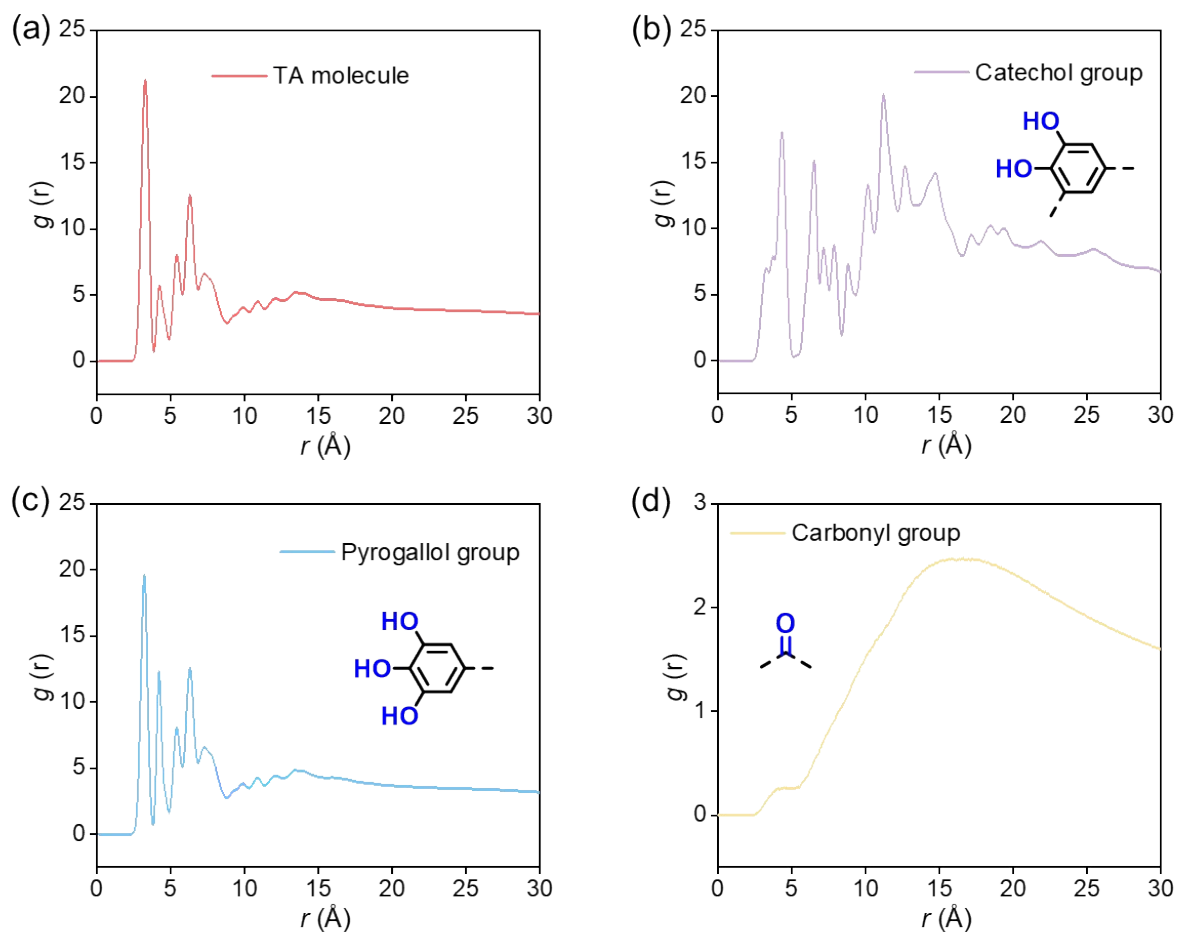 (a)
TA molecule
g (r)
25
20
15
10
5
0
0 5 10 15 20 25 30
r (Å)
(b)
Catechol group
HO
HO
g (r)
25
20
15
10
5
0
0 5 10 15 20 25 30
r (Å)
(c)
Pyrogallol group
HO
HO
HO
g (r)
25
20
15
10
5
0
0 5 10 15 20 25 30
r (Å)
(d)
Carbonyl group
O
g (r)
3
2
1
0
0 5 10 15 20 25 30
r (Å)